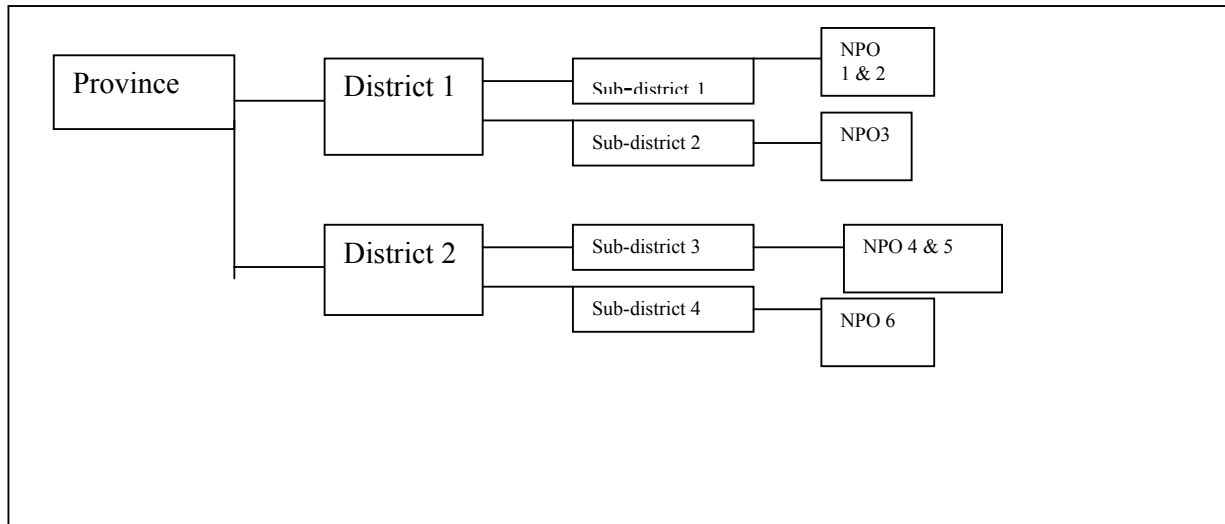 Province
District 1
Sub-district 1
NPO
1 & 2
Sub-district 2
NPO3
District 2
Sub-district 3
NPO 4 & 5
Sub-district 4
NPO 6